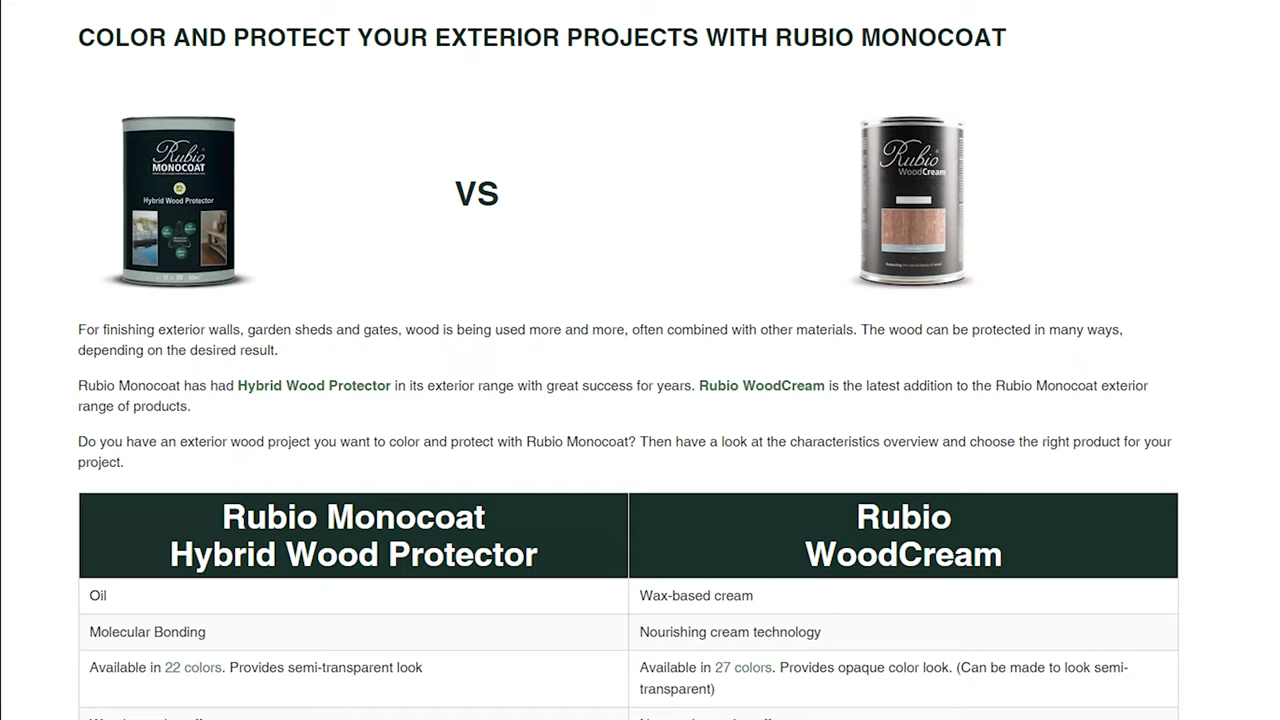 COLOR AND PROTECT YOUR EXTERIOR PROJECTS WITH RUBIO MONOCOAT
Rubio
MONOCOAT
Hybrid Wood Protector
VS
Rubio
WoodCream
For finishing exterior walls, garden sheds and gates, wood is being used more and more, often combined with other materials. The wood can be protected in many ways,
depending on the desired result.
Rubio Monocoat has had Hybrid Wood Protector in its exterior range with great success for years. Rubio WoodCream is the latest addition to the Rubio Monocoat exterior
range of products.
Do you have an exterior wood project you want to color and protect with Rubio Monocoat? Then have a look at the characteristics overview and choose the right product for your
project.
Rubio Monocoat
Hybrid Wood Protector
Rubio
WoodCream
Oil
Wax-based cream
Molecular Bonding
Nourishing cream technology
Available in 22 colors. Provides semi-transparent look
Available in 27 colors. Provides opaque color look. (Can be made to look semi-
transparent)